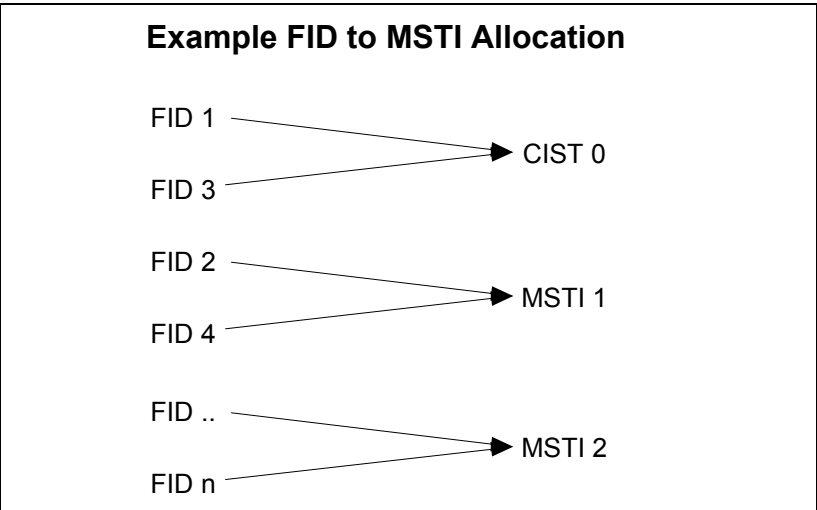 Example FID to MSTI Allocation
FID 1
CIST 0
FID 3
FID 2
MSTI 1
FID 4
FID ..
MSTI 2
FID n